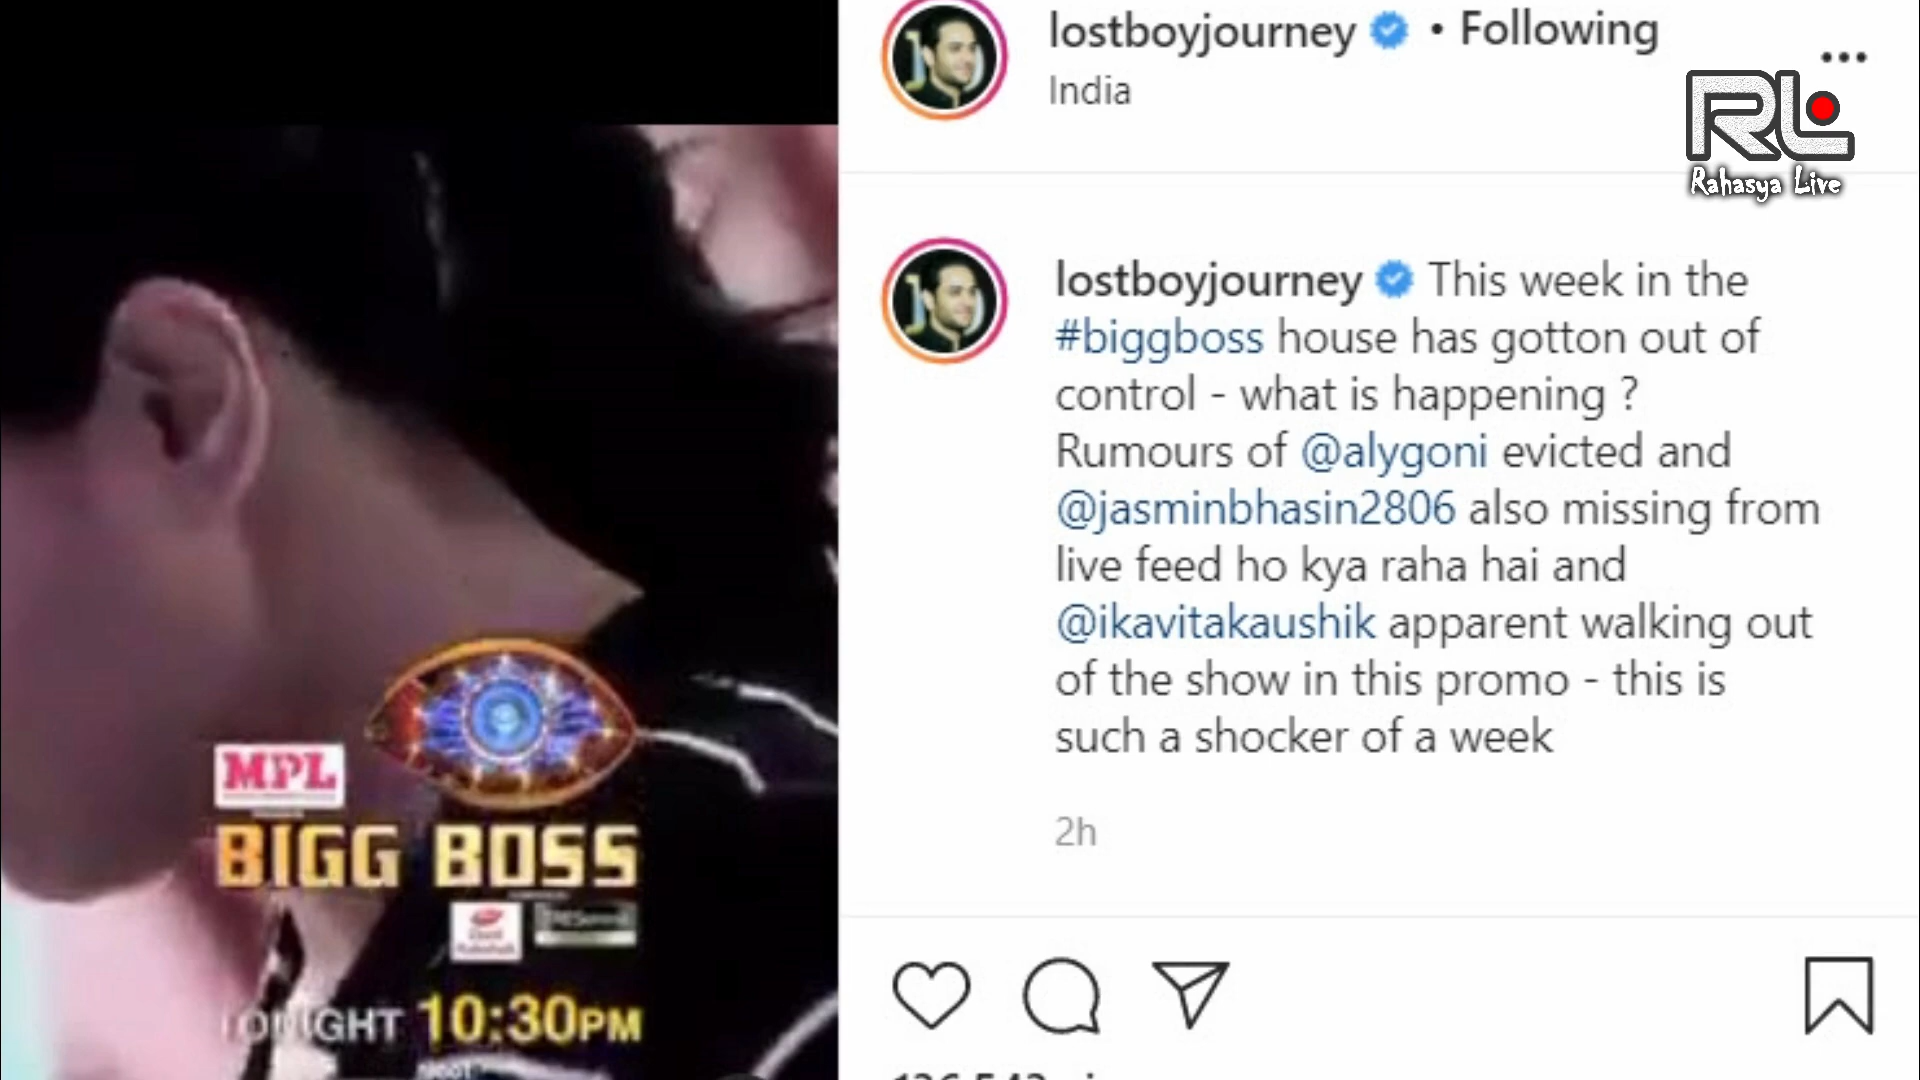 lostboyjourney • Following
India
RL
Rahasya Live
lostboyjourney This week in the
#biggboss house has gotton out of
control - what is happening ?
Rumours of @alygoni evicted and
@jasminbhasin2806 also missing from
live feed ho kya raha hai and
@ikavitakaushik apparent walking out
of the show in this promo - this is
such a shocker of a week
2h
MPL
BIGG BOSS
TONIGHT 10:30PM